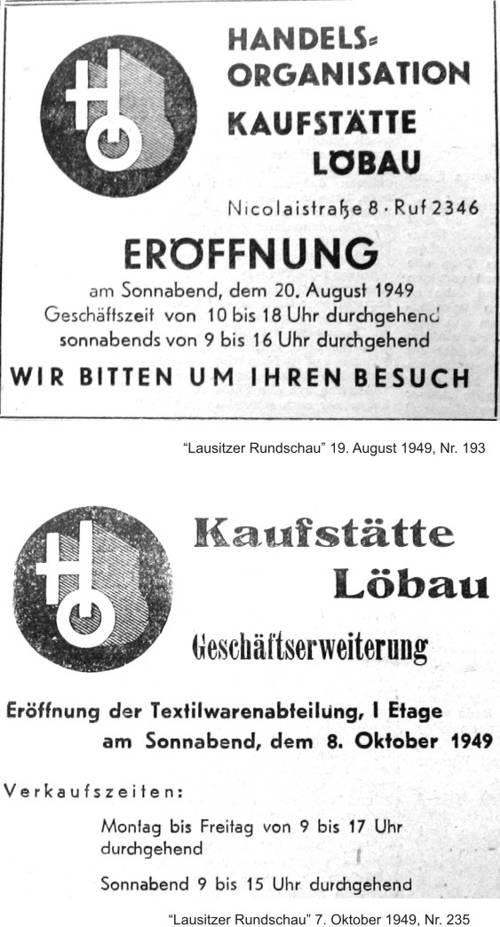 HO
HANDELS=
ORGANISATION
KAUFSTÄTTE
LÖBAU
Nicolaistraße 8 · Ruf 2346
ERÖFFNUNG
am Sonnabend, dem 20. August 1949
Geschäftszeit von 10 bis 18 Uhr durchgehend
sonnabends von 9 bis 16 Uhr durchgehend
WIR BITTEN UM IHREN BESUCH
“Lausitzer Rundschau” 19. August 1949, Nr. 193
HO
Kaufstätte
Löbau
Geschäftserweiterung
Eröffnung der Textilwarenabteilung, I Etage
am Sonnabend, dem 8. Oktober 1949
Verkaufszeiten:
Montag bis Freitag von 9 bis 17 Uhr
durchgehend
Sonnabend 9 bis 15 Uhr durchgehend
“Lausitzer Rundschau” 7. Oktober 1949, Nr. 235